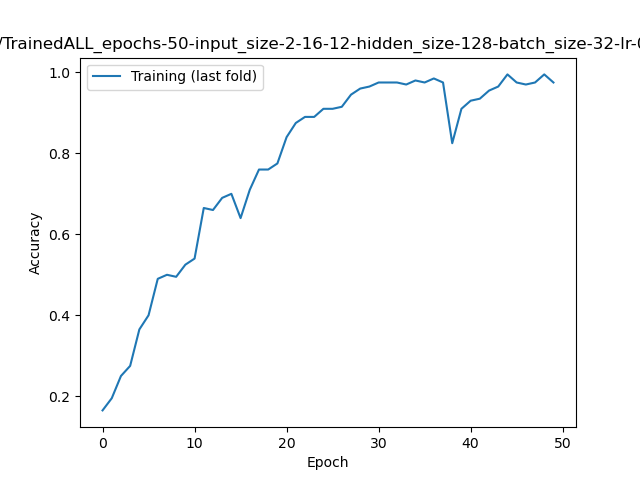 /TrainedALL_epochs-50-input_size-2-16-12-hidden_size-128-batch_size-32-lr-0
Training (last fold)
1.0
0.8
0.6
0.4
0.2
Accuracy
0 10 20 30 40 50
Epoch